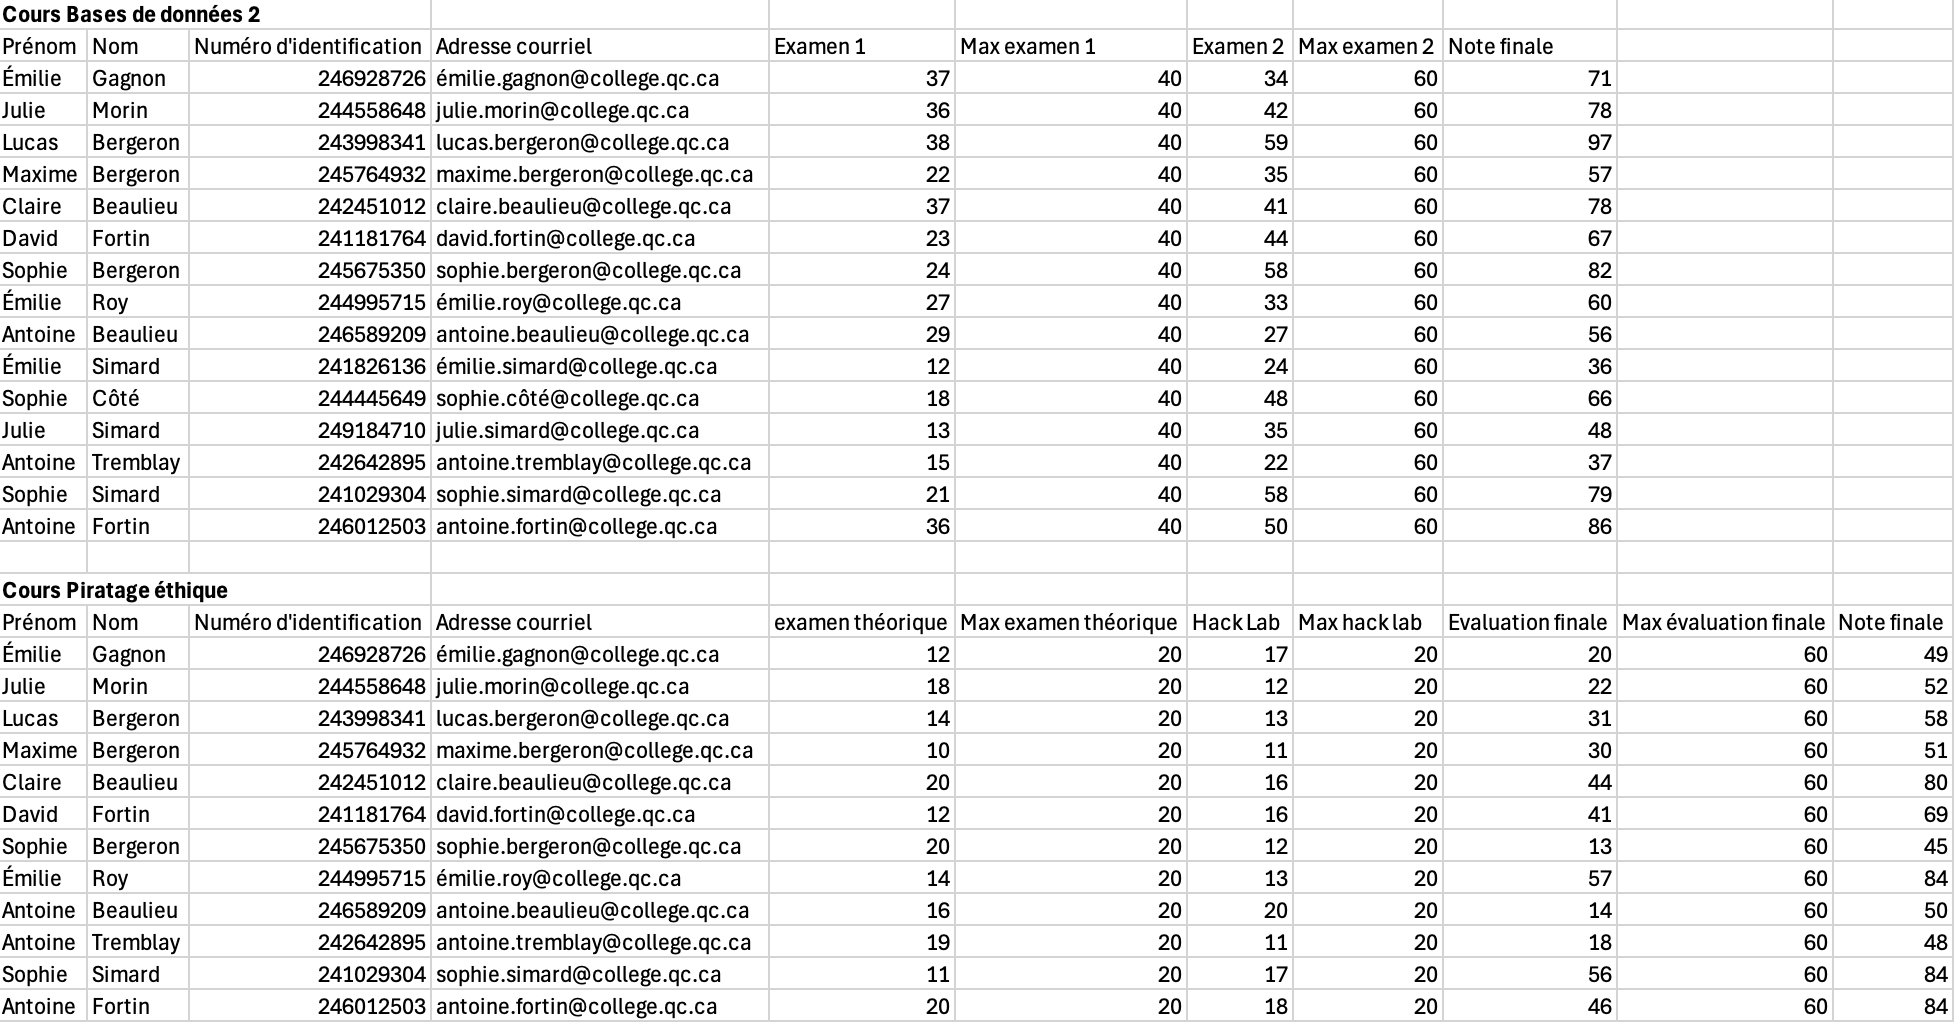 Cours Bases de données 2
Prénom Nom Numéro d'identification Adresse courriel Examen 1 Max examen 1 Examen 2 Max examen 2 Note finale
Émilie Gagnon 246928726 émilie.gagnon@college.qc.ca 37 40 34 60 71
Julie Morin 244558648 julie.morin@college.qc.ca 36 40 42 60 78
Lucas Bergeron 243998341 lucas.bergeron@college.qc.ca 38 40 59 60 97
Maxime Bergeron 245764932 maxime.bergeron@college.qc.ca 22 40 35 60 57
Claire Beaulieu 242451012 claire.beaulieu@college.qc.ca 37 40 41 60 78
David Fortin 241181764 david.fortin@college.qc.ca 23 40 44 60 67
Sophie Bergeron 245675350 sophie.bergeron@college.qc.ca 24 40 58 60 82
Émilie Roy 244995715 émilie.roy@college.qc.ca 27 40 33 60 60
Antoine Beaulieu 246589209 antoine.beaulieu@college.qc.ca 29 40 27 60 56
Émilie Simard 241826136 émilie.simard@college.qc.ca 12 40 24 60 36
Sophie Côté 244445649 sophie.côté@college.qc.ca 18 40 48 60 66
Julie Simard 249184710 julie.simard@college.qc.ca 13 40 35 60 48
Antoine Tremblay 242642895 antoine.tremblay@college.qc.ca 15 40 22 60 37
Sophie Simard 241029304 sophie.simard@college.qc.ca 21 40 58 60 79
Antoine Fortin 246012503 antoine.fortin@college.qc.ca 36 40 50 60 86
Cours Piratage éthique
Prénom Nom Numéro d'identification Adresse courriel examen théorique Max examen théorique Hack Lab Max hack lab Evaluation finale Max évaluation finale Note finale
Émilie Gagnon 246928726 émilie.gagnon@college.qc.ca 12 20 17 20 20 60 49
Julie Morin 244558648 julie.morin@college.qc.ca 18 20 12 20 22 60 52
Lucas Bergeron 243998341 lucas.bergeron@college.qc.ca 14 20 13 20 31 60 58
Maxime Bergeron 245764932 maxime.bergeron@college.qc.ca 10 20 11 20 30 60 51
Claire Beaulieu 242451012 claire.beaulieu@college.qc.ca 20 20 16 20 44 60 80
David Fortin 241181764 david.fortin@college.qc.ca 12 20 16 20 41 60 69
Sophie Bergeron 245675350 sophie.bergeron@college.qc.ca 20 20 12 20 13 60 45
Émilie Roy 244995715 émilie.roy@college.qc.ca 14 20 13 20 57 60 84
Antoine Beaulieu 246589209 antoine.beaulieu@college.qc.ca 16 20 20 20 14 60 50
Antoine Tremblay 242642895 antoine.tremblay@college.qc.ca 19 20 11 20 18 60 48
Sophie Simard 241029304 sophie.simard@college.qc.ca 11 20 17 20 56 60 84
Antoine Fortin 246012503 antoine.fortin@college.qc.ca 20 20 18 20 46 60 84